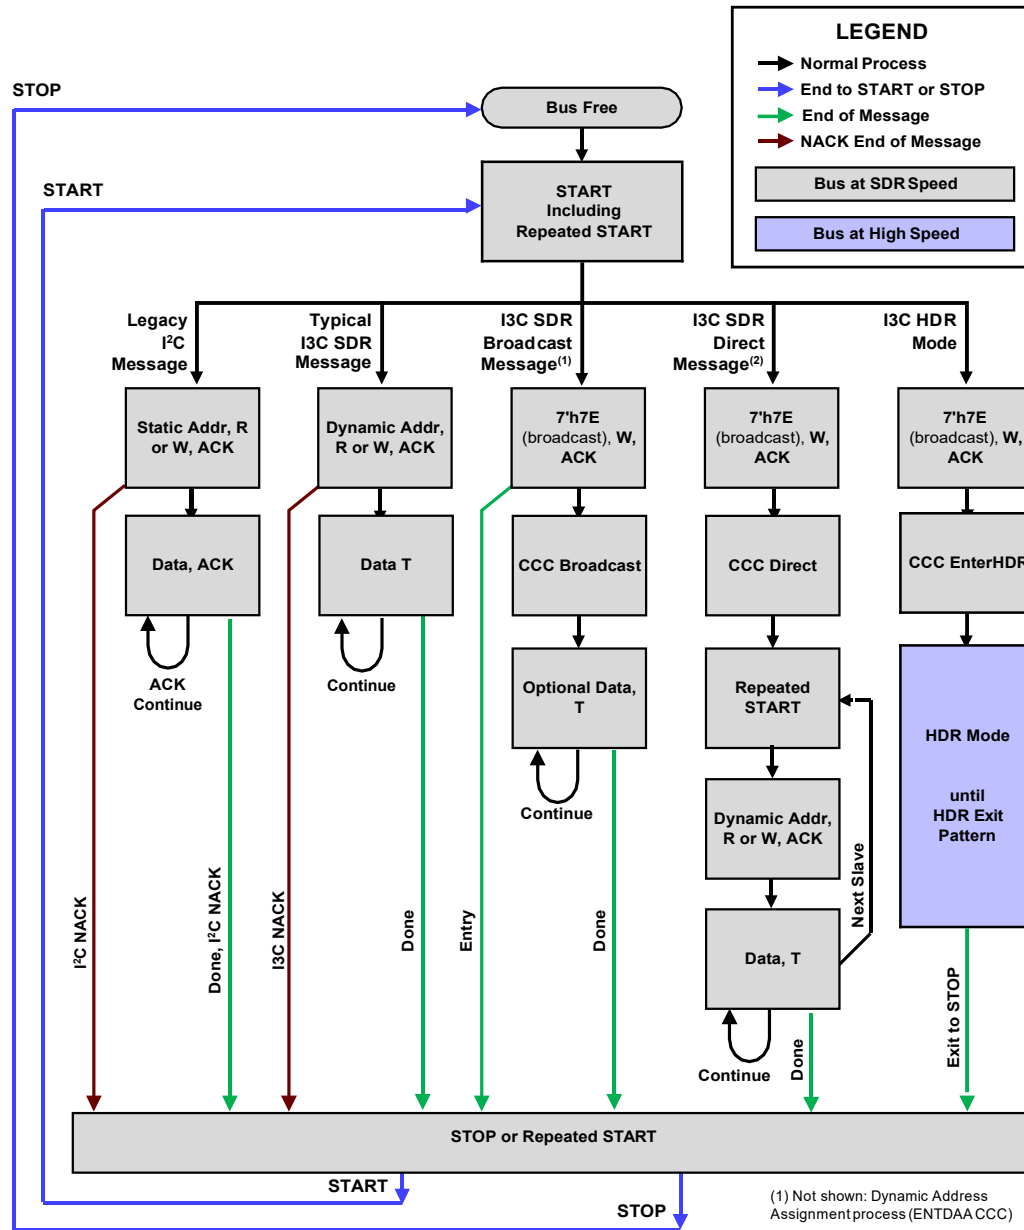 LEGEND
Normal Process
End to START or STOP
End of Message
NACK End of Message
Bus at SDR Speed
Bus at High Speed
STOP
Bus Free
START
START
Including
Repeated START
Legacy
I²C
Message
Typical
I3C SDR
Message
I3C SDR
Broadcast
Message(1)
I3C SDR
Direct
Message(2)
I3C HDR
Mode
Static Addr, R
or W, ACK
Dynamic Addr,
R or W, ACK
7'h7E
(broadcast), W,
ACK
7'h7E
(broadcast), W,
ACK
7'h7E
(broadcast), W,
ACK
Data, ACK
Data T
CCC Broadcast
CCC Direct
CCC EnterHDR
ACK
Continue
Continue
Optional Data,
T
Continue
Repeated
START
Dynamic Addr,
R or W, ACK
Data, T
Continue
Next Slave
HDR Mode
until
HDR Exit
Pattern
I²C NACK
Done, I²C NACK
I3C NACK
Done
Entry
Done
Done
Exit to STOP
STOP or Repeated START
START
STOP
(1) Not shown: Dynamic Address
Assignment process (ENTDAA CCC)